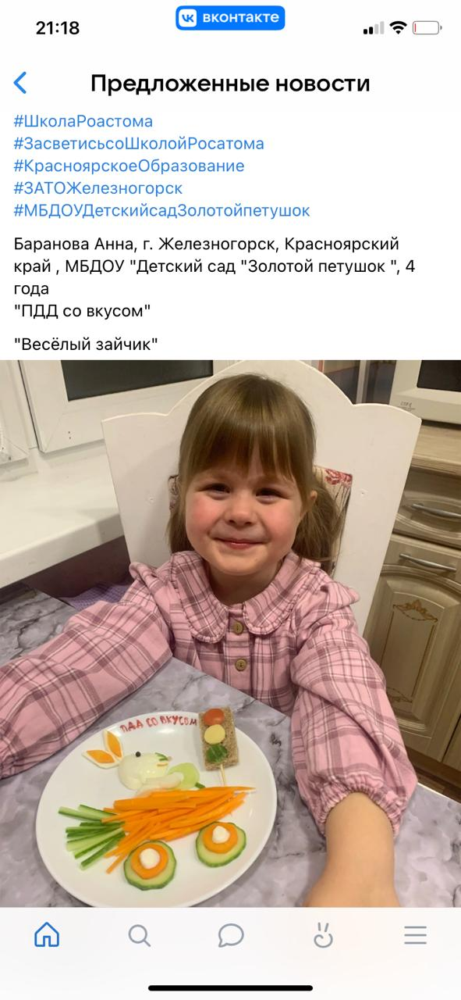 21:18
вконтакте
Предложенные новости
#ШколаРоастома
#ЗасветисьсоШколойРосатома
#КрасноярскоеОбразование
#ЗАТОЖелезногорск
#МБДОУДетскийсадЗолотойпетушок
Баранова Анна, г. Железногорск, Красноярский
край , МБДОУ "Детский сад "Золотой петушок ", 4
года
"ПДД со вкусом"
"Весёлый зайчик"
ПДД СО ВКУСОМ